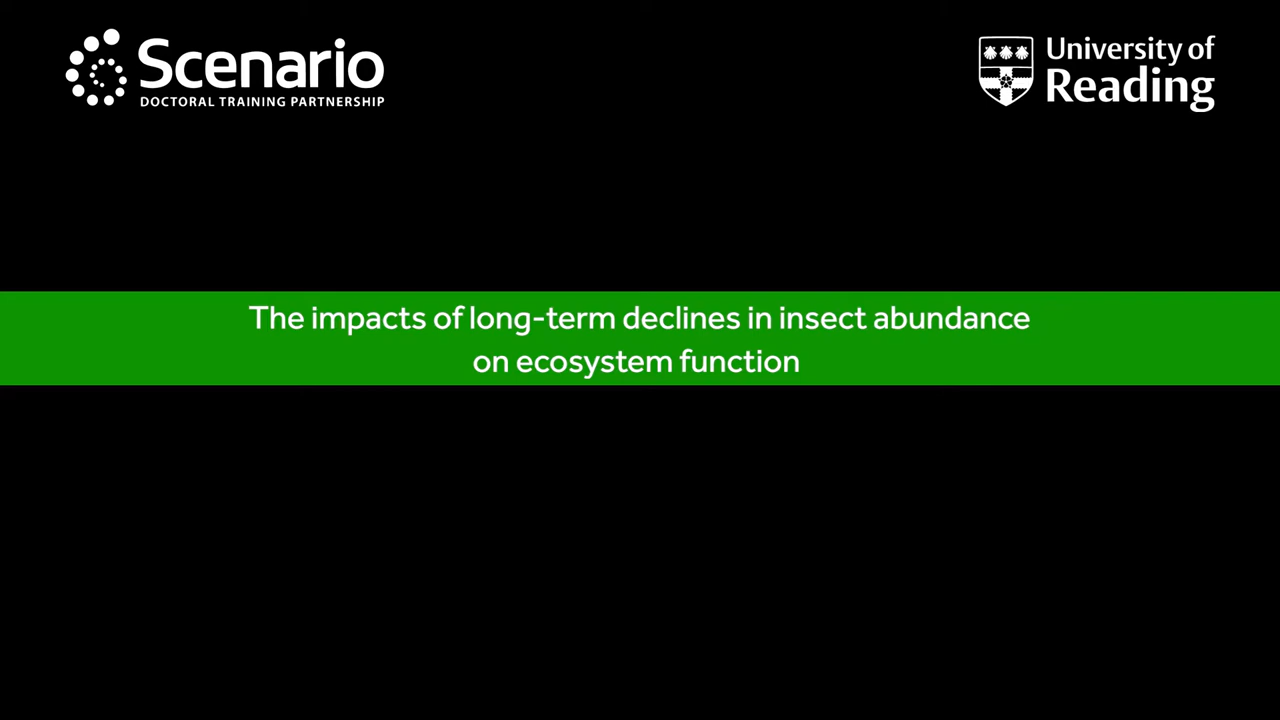 Scenario
DOCTORAL TRAINING PARTNERSHIP
University of
Reading
The impacts of long-term declines in insect abundance
on ecosystem function